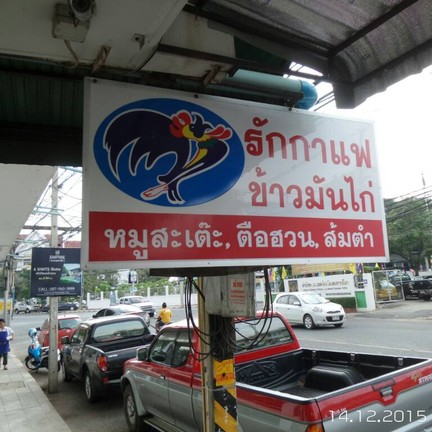 รักกาแฟ
ข้าวมันไก่
หมูสะเต๊ะ, ดือฮวน, ส้มตำ
14.12.2015